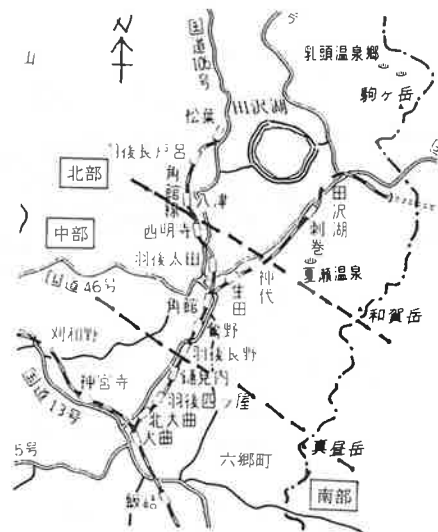 国道105号
乳頭温泉郷
駒ヶ岳
田沢湖
松葉
羽後長戸呂
北部
角館線
八津
西明寺
中部
羽後太田
田沢湖
刺巻
神代
夏瀬温泉
国道46号
生田
角館
和賀岳
鶯野
羽後長野
刈和野
鑓見内
神宮寺
羽後四ツ屋
国道13号
北大曲
大曲
真昼岳
5号
六郷町
南部
飯詰